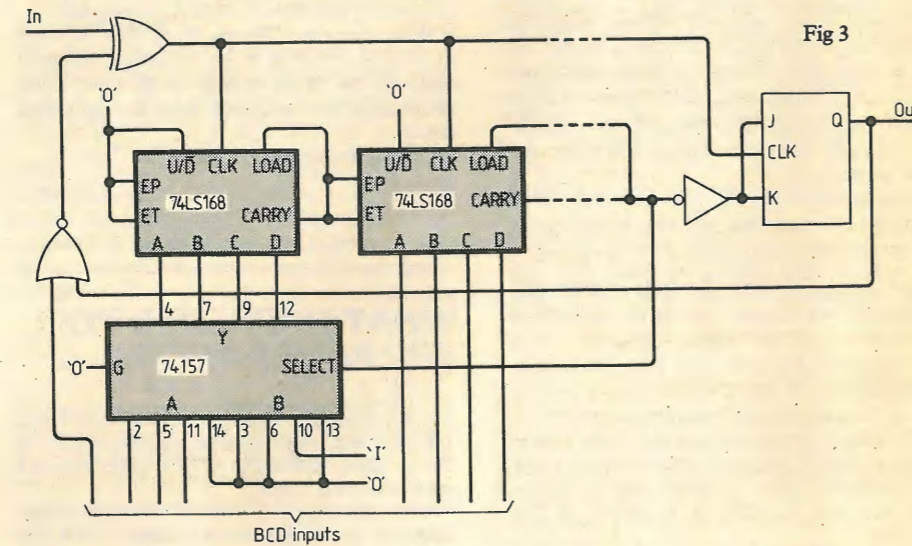 In
Fig 3
'0'
'0'
J
Q
Ou
CLK
K
U/D̅ CLK LOAD
EP
74LS168
ET
CARRY
A B C D
U/D̅ CLK LOAD
EP
74LS168
ET
CARRY
A B C D
4 7 9 12
Y
'0' G 74157 SELECT
A B
2 5 11 14 3 6 10 13
'1'
'0'
BCD inputs